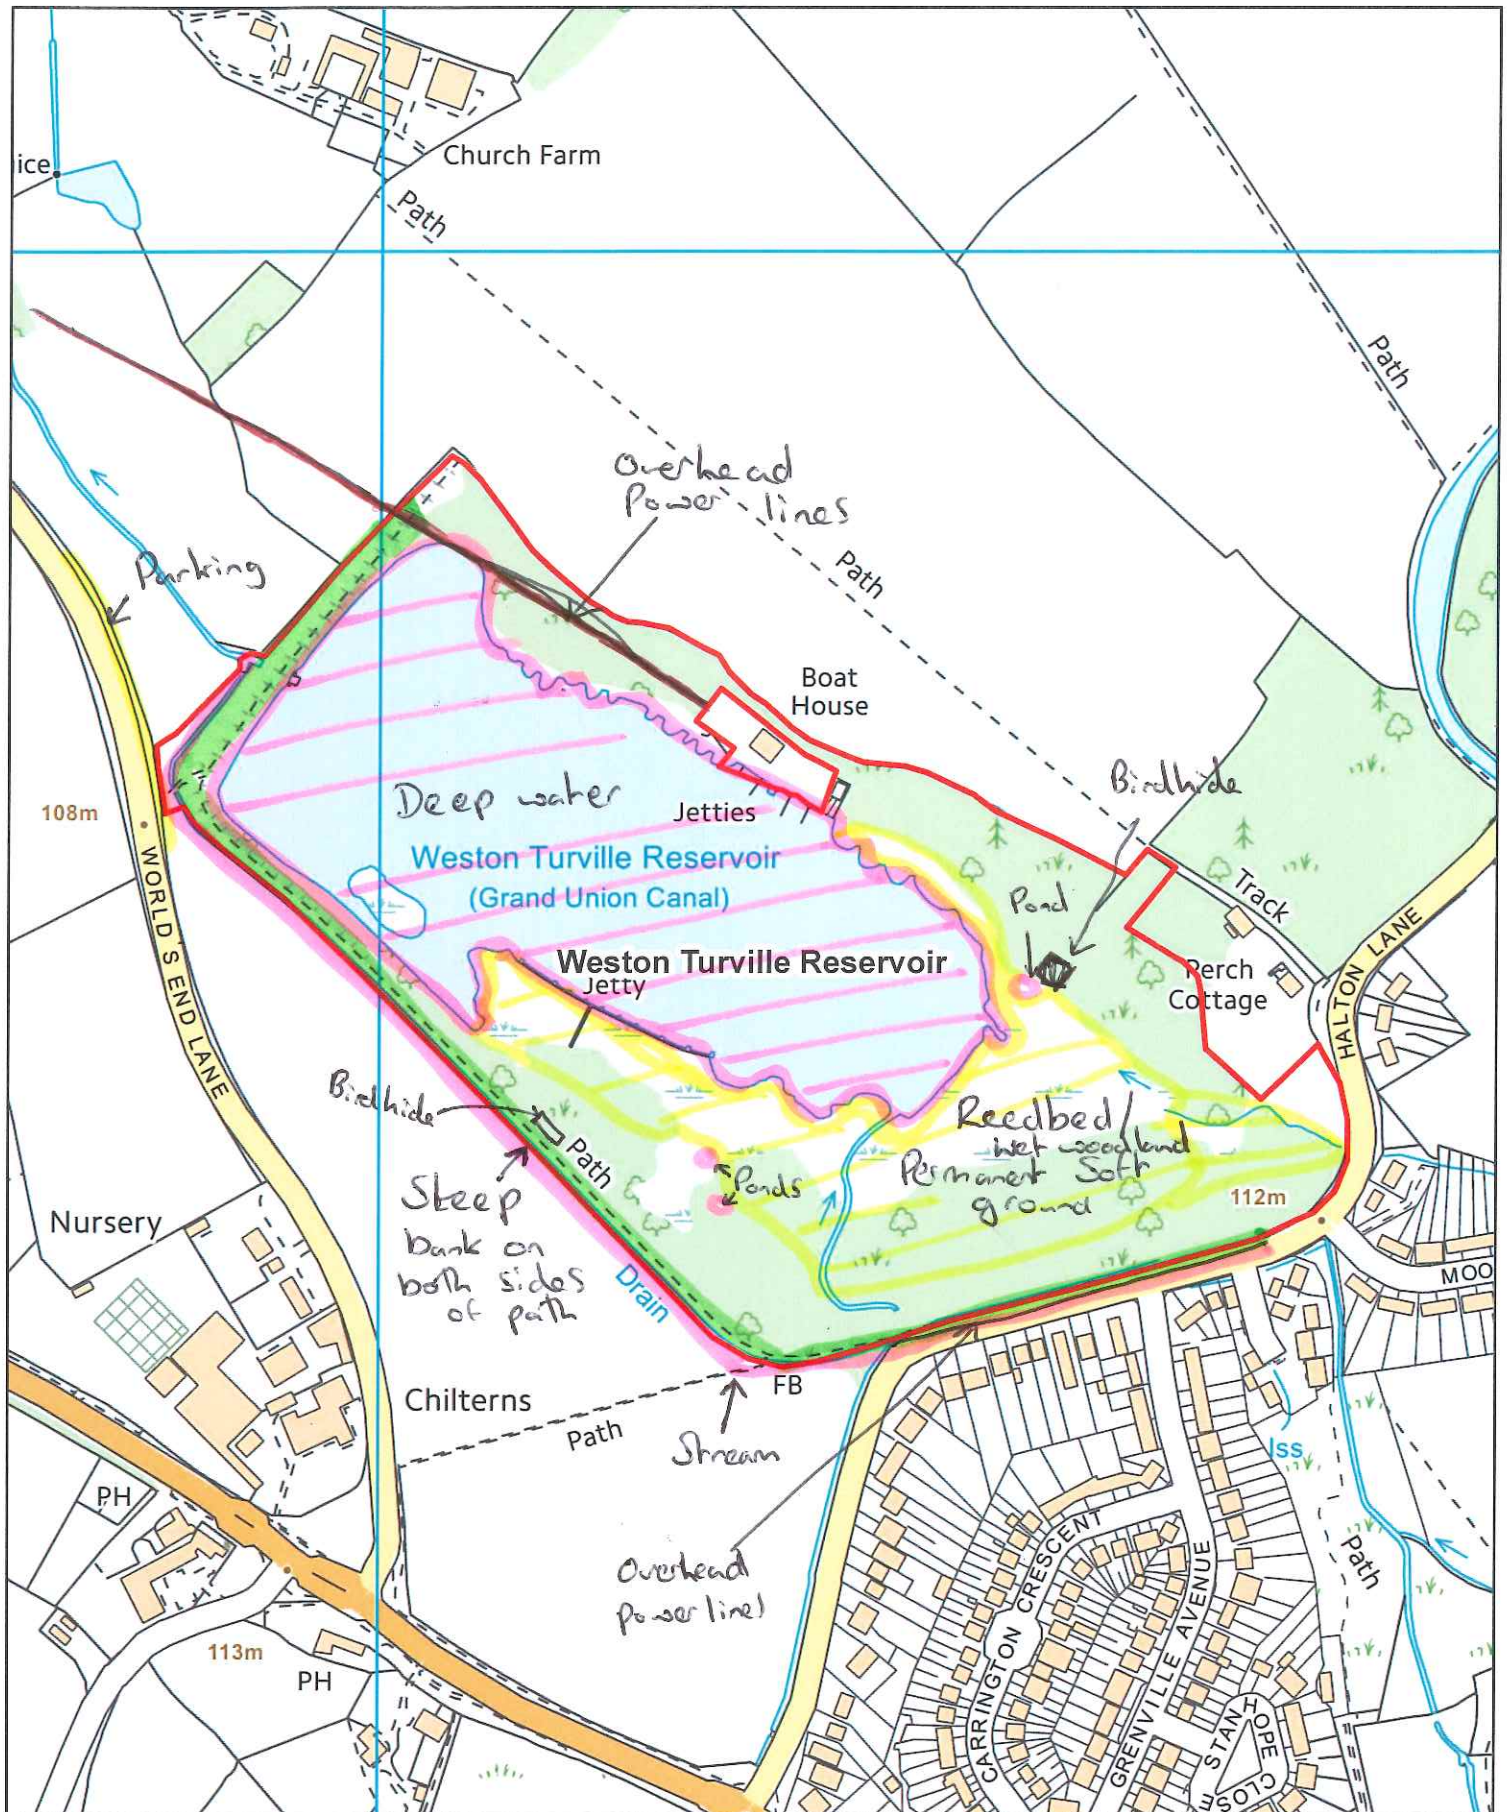 Church Farm
ice
Path
Path
Overhead
Power lines
Parking
Path
Boat
House
Birdhide
108m
Deep water
Jetties
Weston Turville Reservoir
(Grand Union Canal)
WORLD'S END LANE
Pond
Track
HALTON LANE
Weston Turville Reservoir
Jetty
Perch
Cottage
Birdhide
Path
Reedbed/
wet woodland
Permanent Soft
ground
Ponds
112m
Steep
bank on
both sides
of path
Nursery
Drain
MOO
FB
Chilterns
Path
Stream
Iss
PH
CARRINGTON CRESCENT
GRENVILLE AVENUE
Path
Overhead
power lines
113m
PH
STANHOPE CLOSE